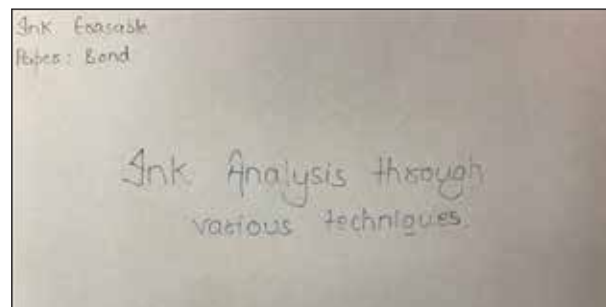 Ink Erasable
Paper: Bond
Ink Analysis through
various techniques.